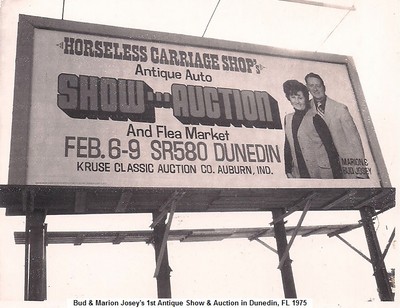 HORSELESS CARRIAGE SHOP'S
Antique Auto
SHOW...AUCTION
And Flea Market
FEB. 6-9 SR580 DUNEDIN
KRUSE CLASSIC AUCTION CO. AUBURN, IND.
MARION &
BUD JOSEY
Bud & Marion Josey's 1st Antique Show & Auction in Dunedin, FL 1975